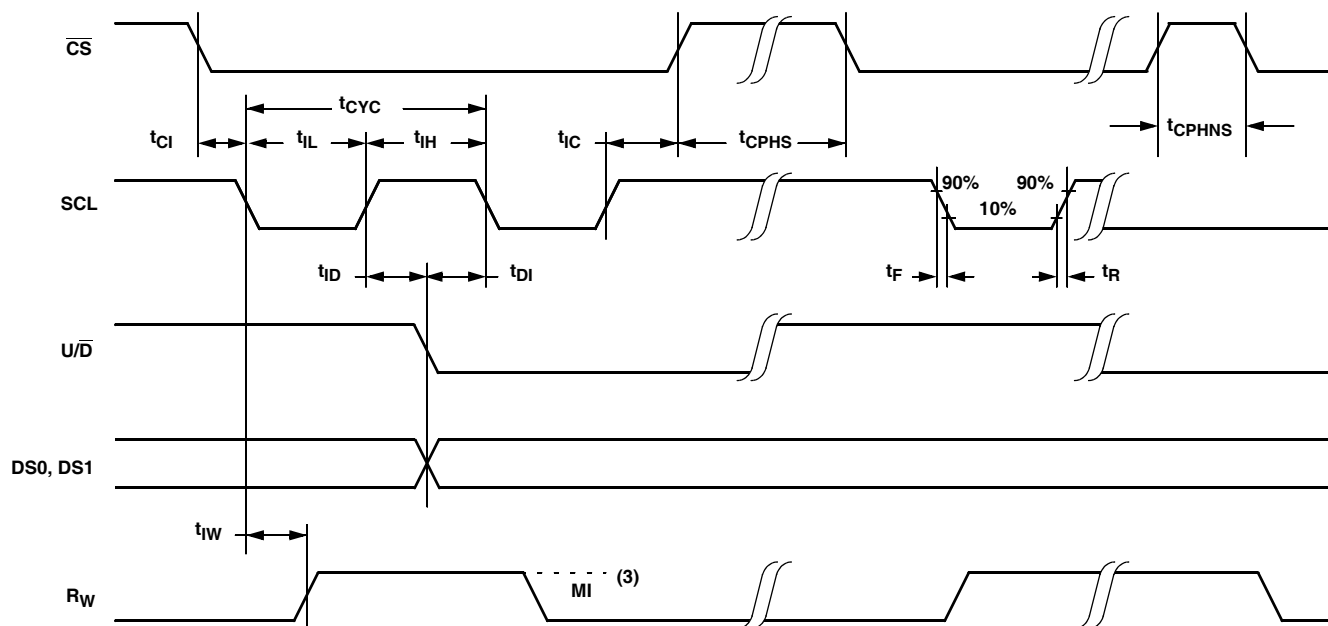 CS
tCYC
tCI tIL tIH tIC tCPHS tCPHNS
SCL
90% 90%
10%
tID tDI tF tR
U/D
DS0, DS1
tIW
RW
MI (3)